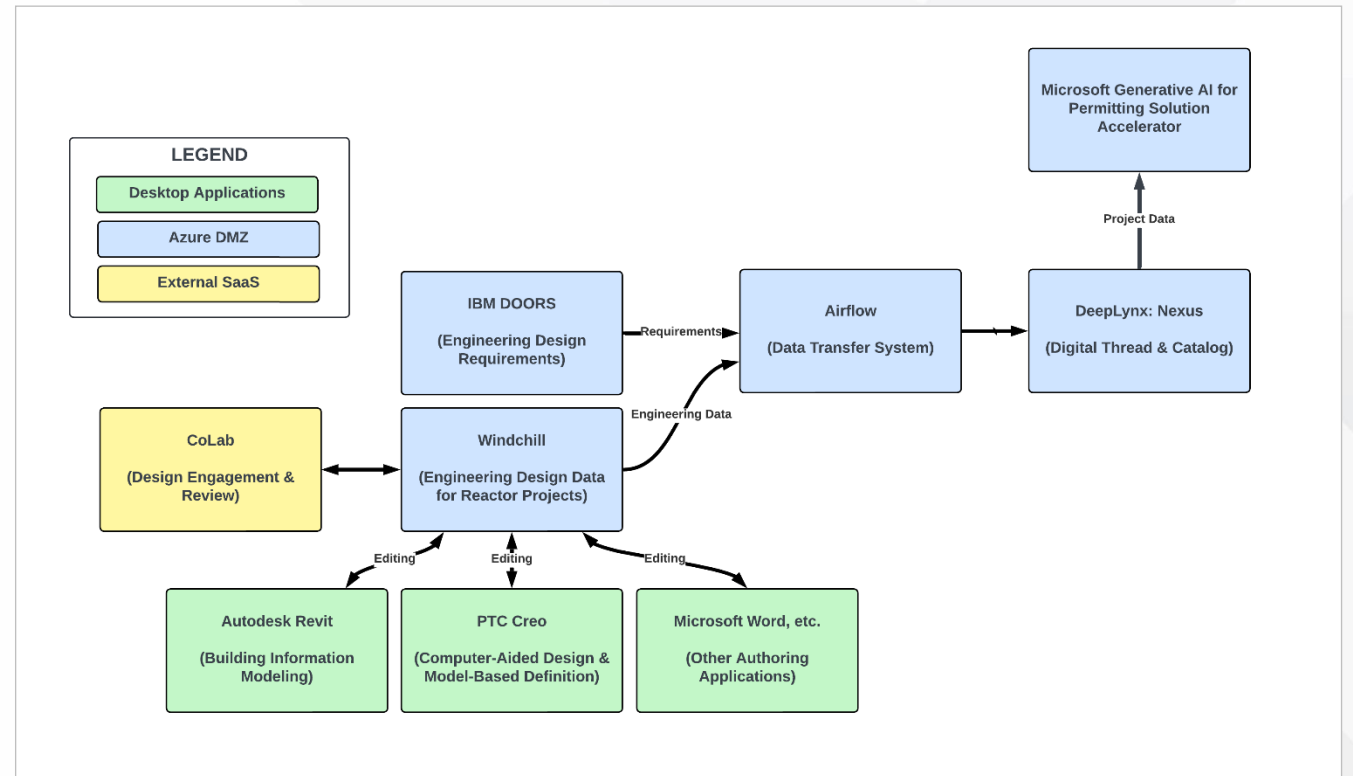 Microsoft Generative AI for
Permitting Solution
Accelerator
LEGEND
Desktop Applications
Azure DMZ
External SaaS
Project Data
IBM DOORS
(Engineering Design
Requirements)
Requirements
Airflow
(Data Transfer System)
DeepLynx: Nexus
(Digital Thread & Catalog)
Engineering Data
CoLab
(Design Engagement &
Review)
Windchill
(Engineering Design Data
for Reactor Projects)
Editing
Editing
Editing
Autodesk Revit
(Building Information
Modeling)
PTC Creo
(Computer-Aided Design &
Model-Based Definition)
Microsoft Word, etc.
(Other Authoring
Applications)